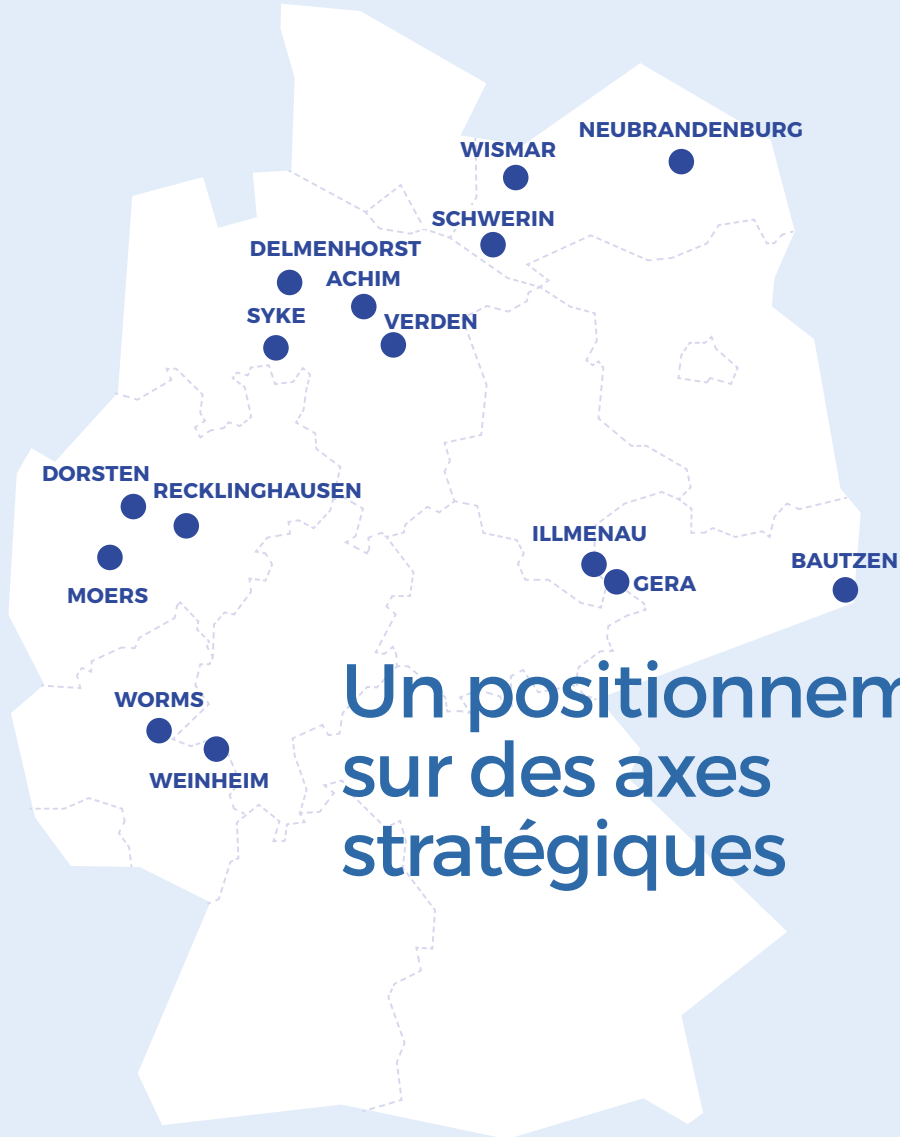 NEUBRANDENBURG
WISMAR
SCHWERIN
DELMENHORST
ACHIM
SYKE
VERDEN
DORSTEN
RECKLINGHAUSEN
MOERS
ILLMENAU
GERA
BAUTZEN
WORMS
WEINHEIM
Un positionnem
sur des axes
stratégiques